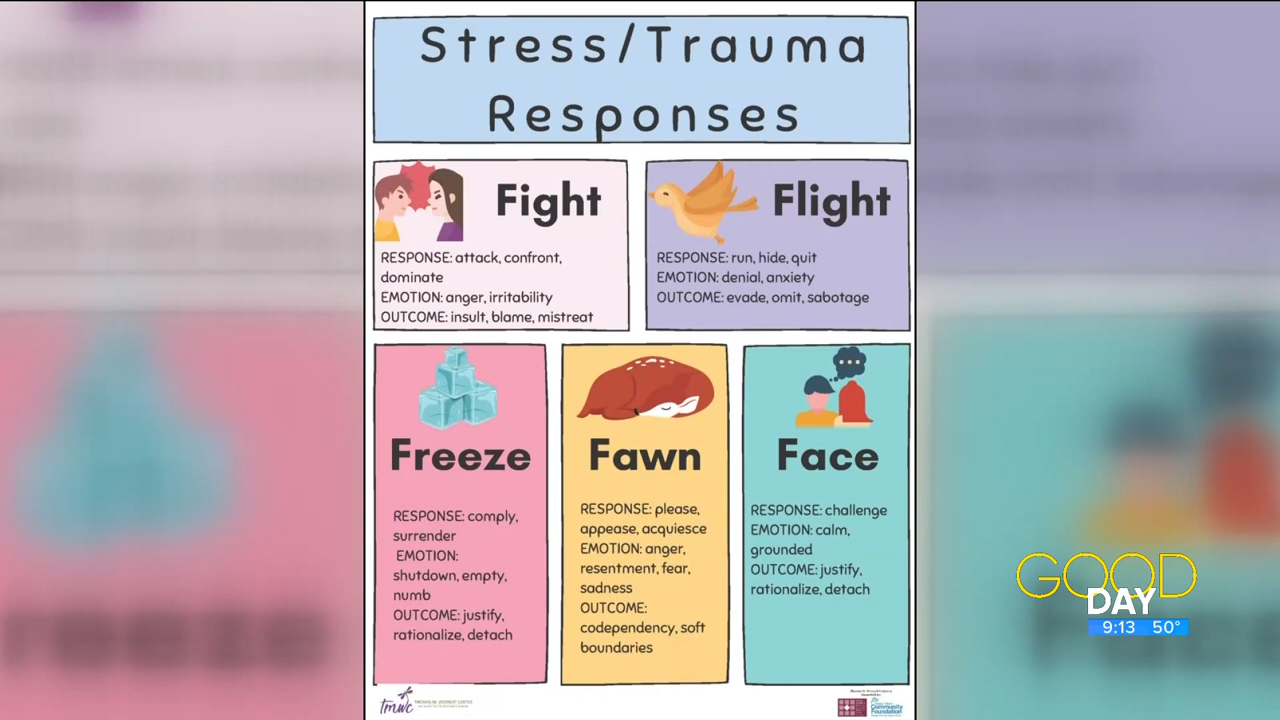 Stress/Trauma
Responses
Fight
RESPONSE: attack, confront,
dominate
EMOTION: anger, irritability
OUTCOME: insult, blame, mistreat
Flight
RESPONSE: run, hide, quit
EMOTION: denial, anxiety
OUTCOME: evade, omit, sabotage
Freeze
RESPONSE: comply,
surrender
EMOTION:
shutdown, empty,
numb
OUTCOME: justify,
rationalize, detach
Fawn
RESPONSE: please,
appease, acquiesce
EMOTION: anger,
resentment, fear,
sadness
OUTCOME:
codependency, soft
boundaries
Face
RESPONSE: challenge
EMOTION: calm,
grounded
OUTCOME: justify,
rationalize, detach
GOOD
DAY
9:13 50°
tmwc
Community
Foundation